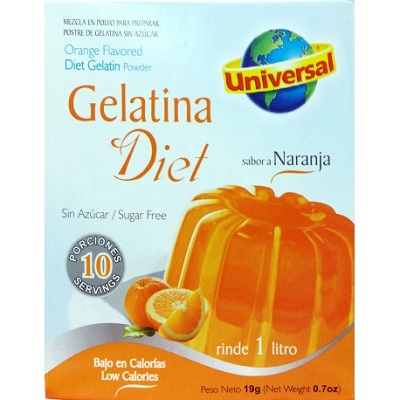 MEZCLA EN POLVO PARA PREPARAR
POSTRE DE GELATINA SIN AZÚCAR
Orange Flavored
Diet Gelatin Powder
Universal
Gelatina
Diet
sabor a Naranja
Sin Azúcar / Sugar Free
PORCIONES
10
SERVINGS
rinde 1 litro
Bajo en Calorías
Low Calories
Peso Neto 19g (Net Weight 0.7oz)